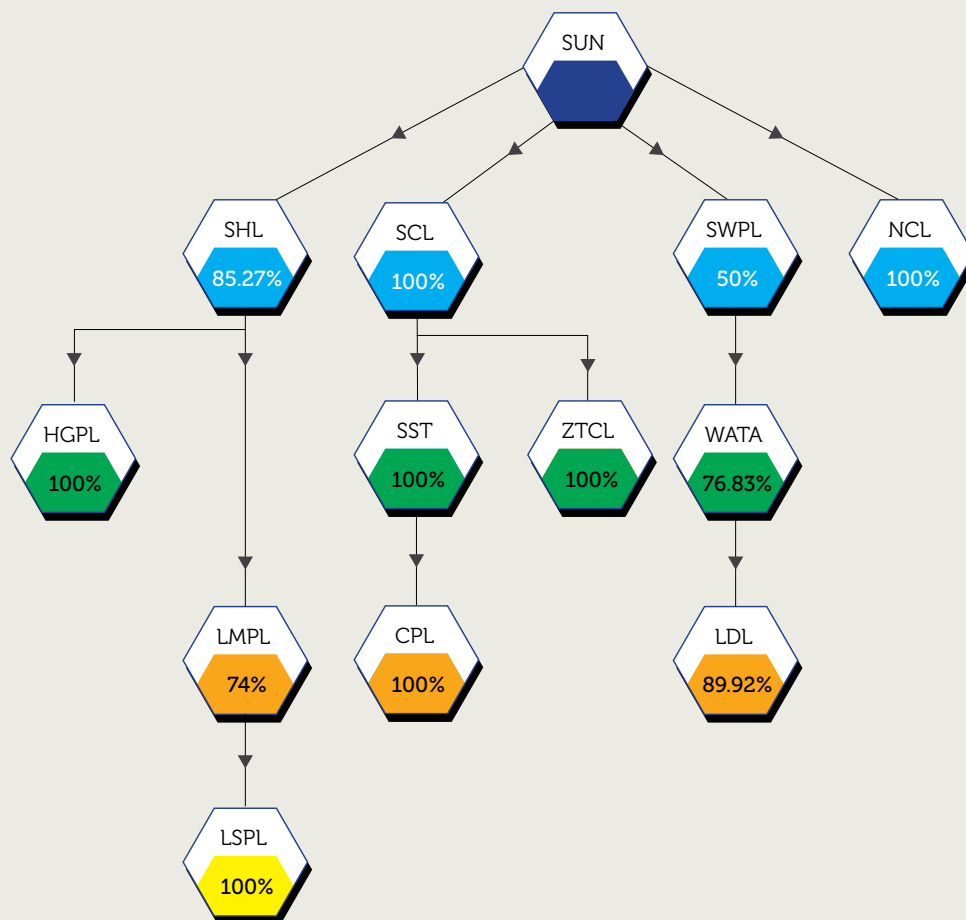 SUN
SHL
85.27%
SCL
100%
SWPL
50%
NCL
100%
HGPL
100%
SST
100%
ZTCL
100%
WATA
76.83%
LMPL
74%
CPL
100%
LDL
89.92%
LSPL
100%